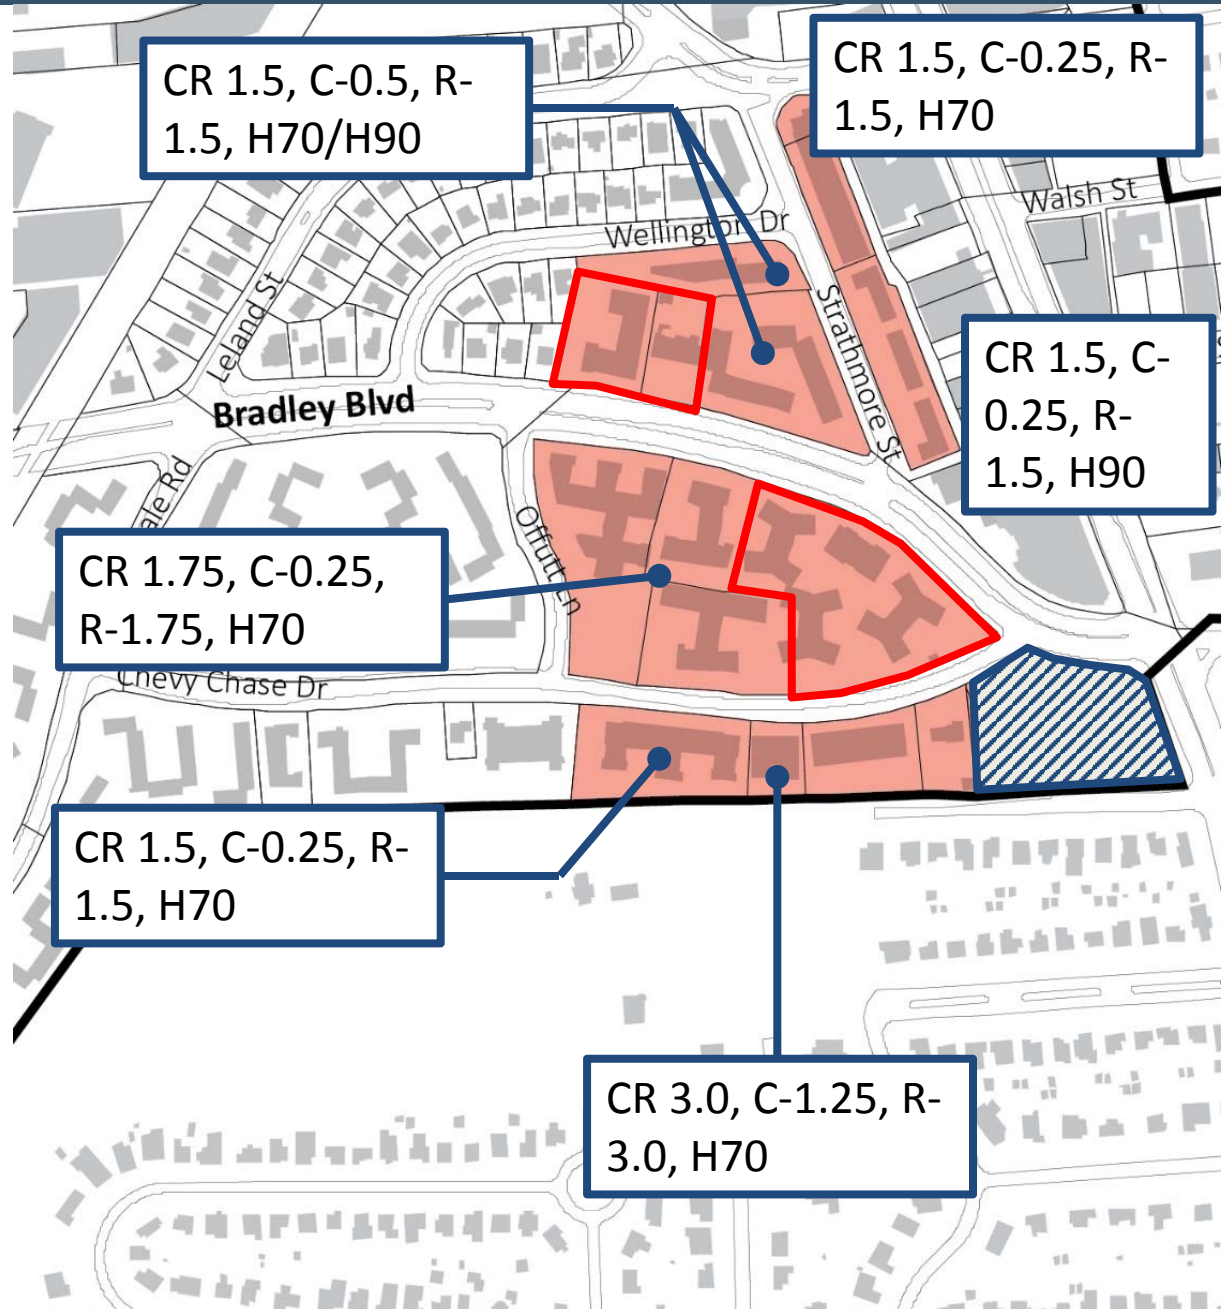 CR 1.5, C-0.5, R-
1.5, H70/H90
CR 1.5, C-0.25, R-
1.5, H70
Walsh St
Wellington Dr
Leland St
Strathmore St
CR 1.5, C-
0.25, R-
1.5, H90
Bradley Blvd
ale Rd
Offutt Ln
CR 1.75, C-0.25,
R-1.75, H70
Chevy Chase Dr
CR 1.5, C-0.25, R-
1.5, H70
CR 3.0, C-1.25, R-
3.0, H70